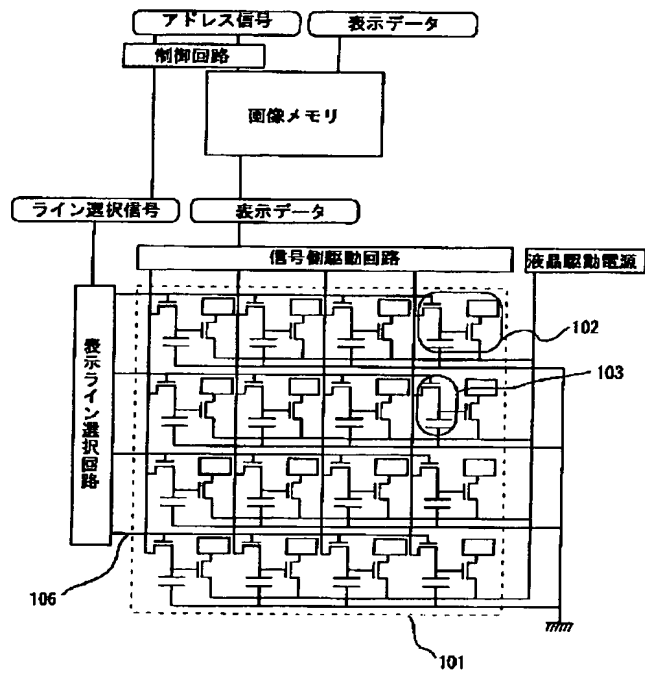 アドレス信号
表示データ
制御回路
画像メモリ
ライン選択信号
表示データ
信号側駆動回路
液晶駆動電源
表示ライン選択回路
102
103
106
101